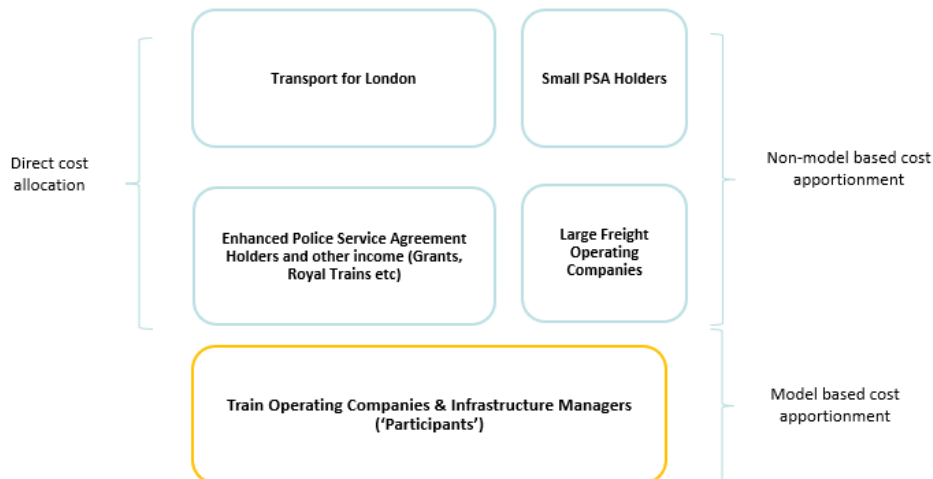 Transport for London
Small PSA Holders
Direct cost
allocation
Non-model based cost
apportionment
Enhanced Police Service Agreement
Holders and other income (Grants,
Royal Trains etc)
Large Freight
Operating
Companies
Train Operating Companies & Infrastructure Managers
(‘Participants’)
Model based cost
apportionment